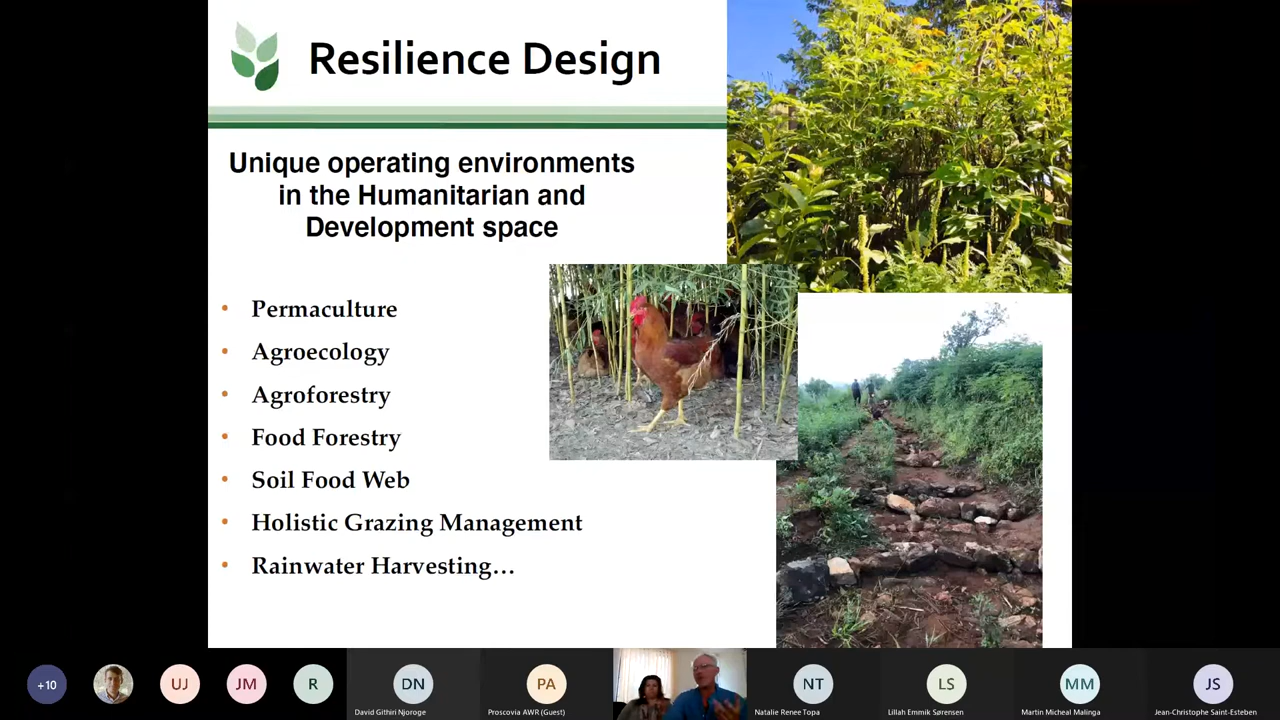 Resilience Design
Unique operating environments
in the Humanitarian and
Development space
• Permaculture
• Agroecology
• Agroforestry
• Food Forestry
• Soil Food Web
• Holistic Grazing Management
• Rainwater Harvesting…
+10
UJ
JM
R
DN
David Githiri Njoroge
PA
Proscovia AWR (Guest)
NT
Natalie Renee Topa
LS
Lillah Emmik Sørensen
MM
Martin Micheal Malinga
JS
Jean-Christophe Saint-Esteben